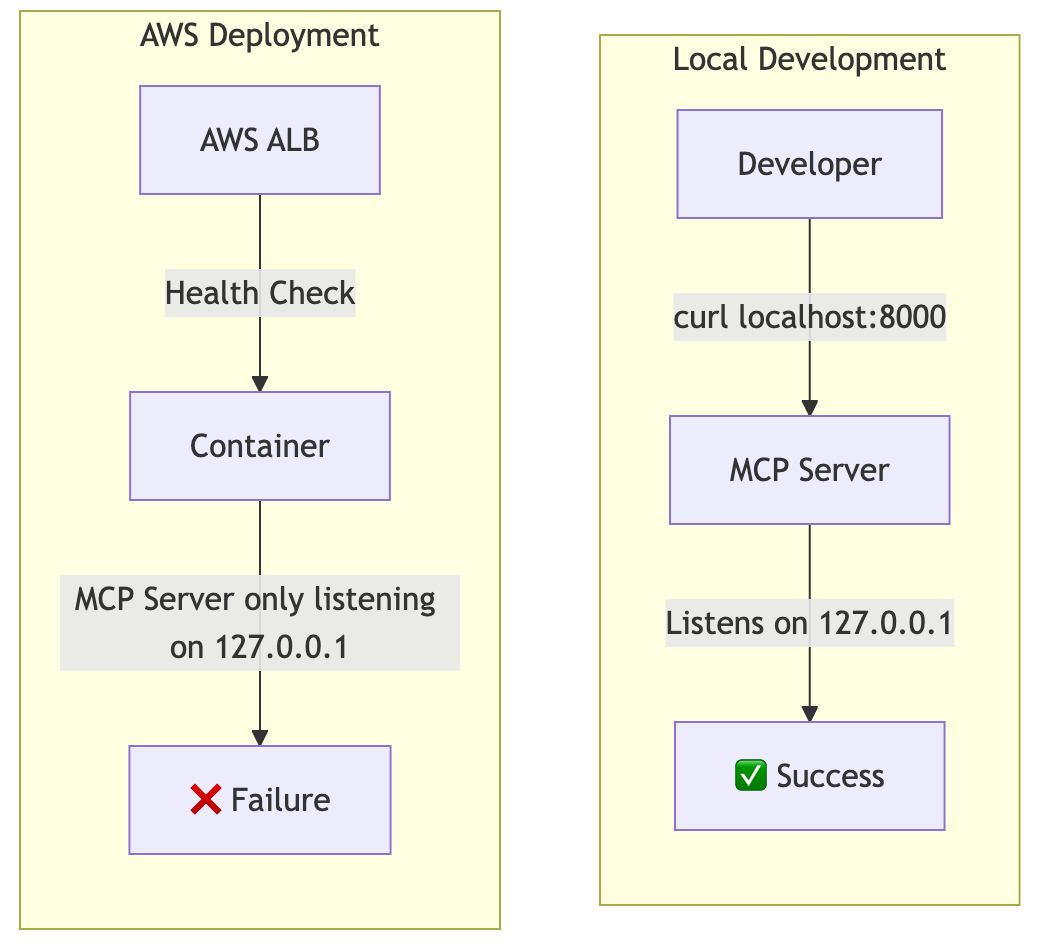 AWS Deployment
AWS ALB
Health Check
Container
MCP Server only listening
on 127.0.0.1
❌ Failure
Local Development
Developer
curl localhost:8000
MCP Server
Listens on 127.0.0.1
✅ Success